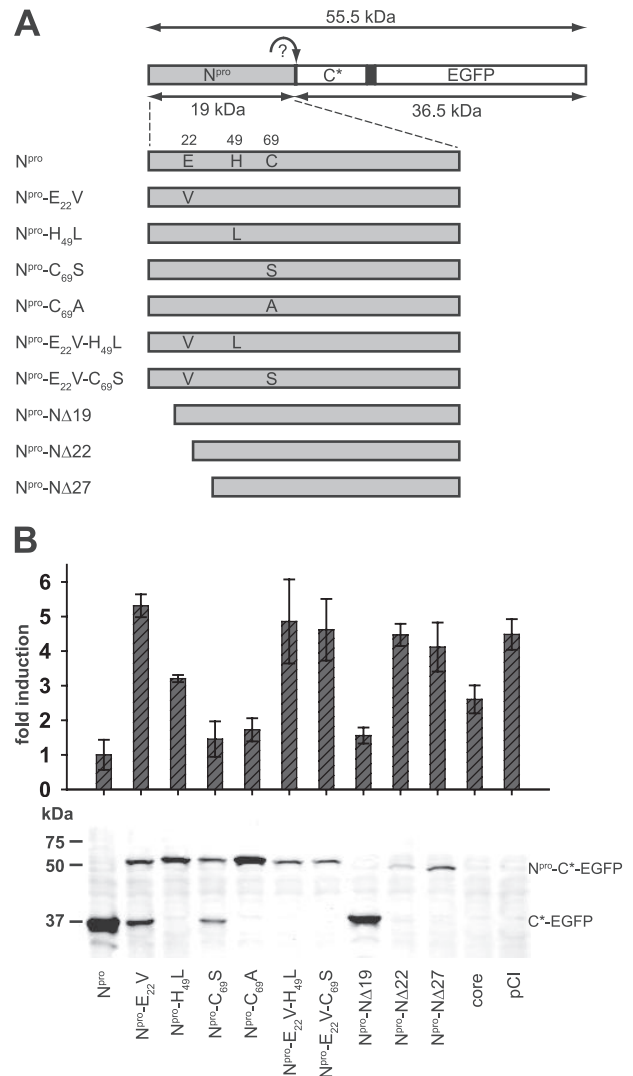 A
55.5 kDa
?
Nᵖʳᵒ C* EGFP
19 kDa 36.5 kDa
22 49 69
Nᵖʳᵒ E H C
Nᵖʳᵒ-E₂₂V V
Nᵖʳᵒ-H₄₉L L
Nᵖʳᵒ-C₆₉S S
Nᵖʳᵒ-C₆₉A A
Nᵖʳᵒ-E₂₂V-H₄₉L V L
Nᵖʳᵒ-E₂₂V-C₆₉S V S
Nᵖʳᵒ-NΔ19
Nᵖʳᵒ-NΔ22
Nᵖʳᵒ-NΔ27
B
fold induction
6
5
4
3
2
1
0
kDa
75
50
37
Nᵖʳᵒ-C*-EGFP
C*-EGFP
Nᵖʳᵒ
Nᵖʳᵒ-E₂₂V
Nᵖʳᵒ-H₄₉L
Nᵖʳᵒ-C₆₉S
Nᵖʳᵒ-C₆₉A
Nᵖʳᵒ-E₂₂V-H₄₉L
Nᵖʳᵒ-E₂₂V-C₆₉S
Nᵖʳᵒ-NΔ19
Nᵖʳᵒ-NΔ22
Nᵖʳᵒ-NΔ27
core
pCI